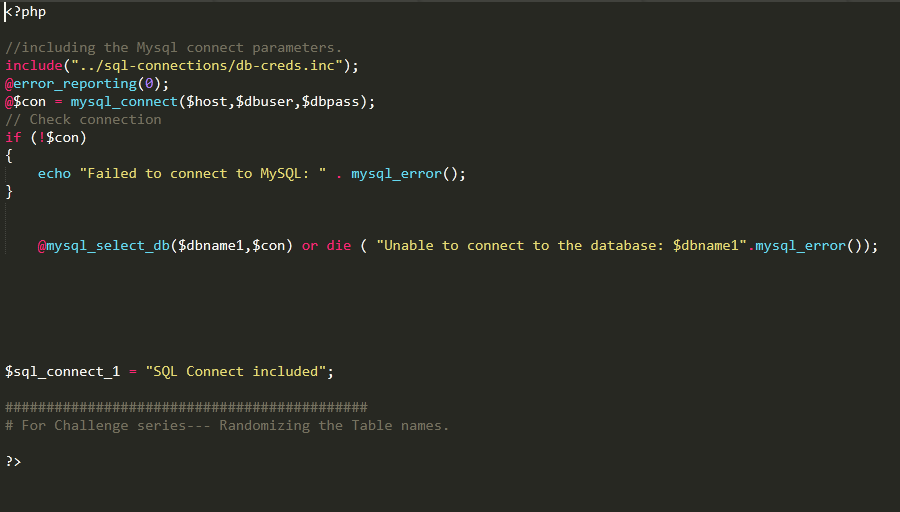 <?php
//including the Mysql connect parameters.
include("../sql-connections/db-creds.inc");
@error_reporting(0);
@$con = mysql_connect($host,$dbuser,$dbpass);
// Check connection
if (!$con)
{
    echo "Failed to connect to MySQL: " . mysql_error();
}
    @mysql_select_db($dbname1,$con) or die ( "Unable to connect to the database: $dbname1".mysql_error());
$sql_connect_1 = "SQL Connect included";
############################################
# For Challenge series--- Randomizing the Table names.
?>